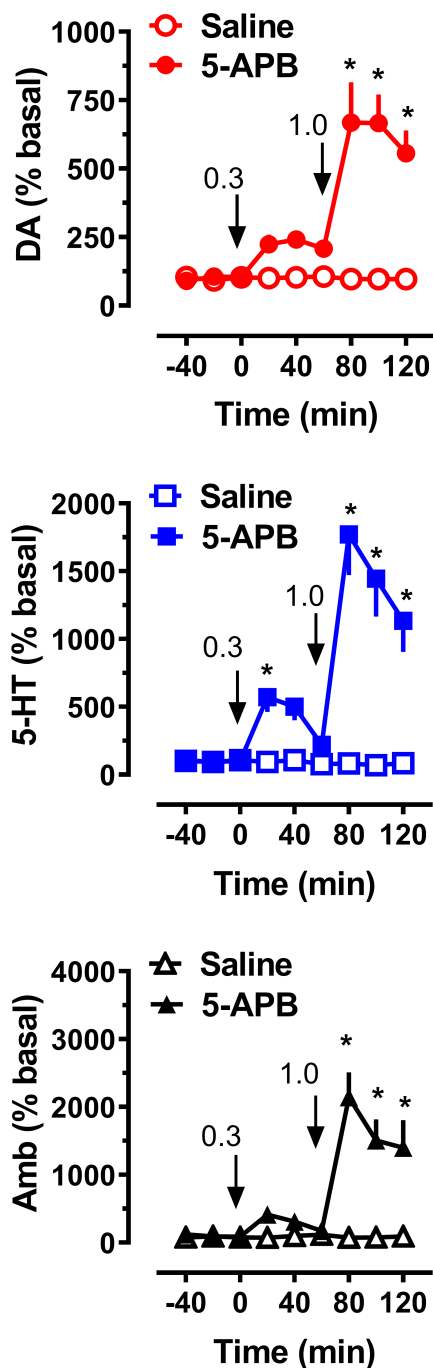 1000
750
500
250
0
DA (% basal)
Saline
5-APB
0.3
1.0
* * *
-40 0 40 80 120
Time (min)
2000
1500
1000
500
0
5-HT (% basal)
Saline
5-APB
0.3
1.0
* * * *
-40 0 40 80 120
Time (min)
4000
3000
2000
1000
0
Amb (% basal)
Saline
5-APB
0.3
1.0
* * *
-40 0 40 80 120
Time (min)